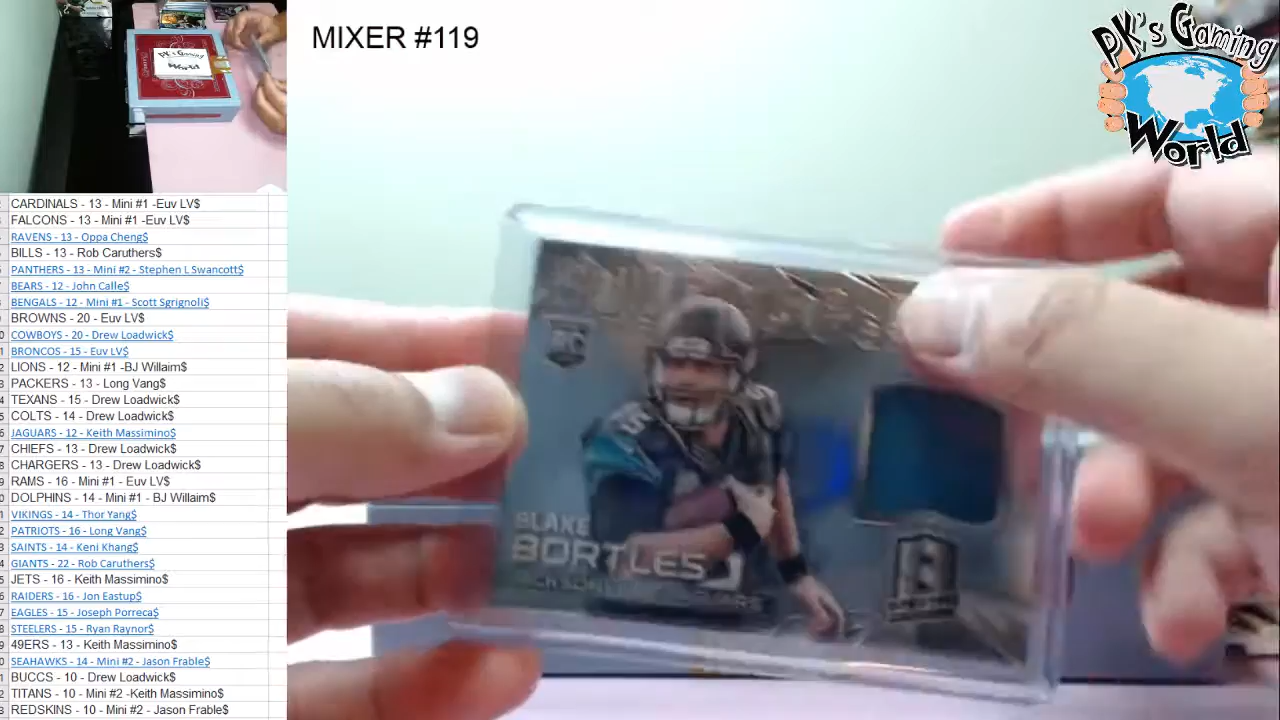 MIXER #119
PK's Gaming
World
PK's Gaming
World
CARDINALS - 13 - Mini #1 -Euv LV$
FALCONS - 13 - Mini #1 -Euv LV$
RAVENS - 13 - Oppa Cheng$
BILLS - 13 - Rob Caruthers$
PANTHERS - 13 - Mini #2 - Stephen L Swancott$
BEARS - 12 - John Calle$
BENGALS - 12 - Mini #1 - Scott Sgrignoli$
BROWNS - 20 - Euv LV$
COWBOYS - 20 - Drew Loadwick$
BRONCOS - 15 - Euv LV$
LIONS - 12 - Mini #1 -BJ Willaim$
PACKERS - 13 - Long Vang$
TEXANS - 15 - Drew Loadwick$
COLTS - 14 - Drew Loadwick$
JAGUARS - 12 - Keith Massimino$
CHIEFS - 13 - Drew Loadwick$
CHARGERS - 13 - Drew Loadwick$
RAMS - 16 - Mini #1 - Euv LV$
DOLPHINS - 14 - Mini #1 - BJ Willaim$
VIKINGS - 14 - Thor Yang$
PATRIOTS - 16 - Long Vang$
SAINTS - 14 - Keni Khang$
GIANTS - 22 - Rob Caruthers$
JETS - 16 - Keith Massimino$
RAIDERS - 16 - Jon Eastup$
EAGLES - 15 - Joseph Porreca$
STEELERS - 15 - Ryan Raynor$
49ERS - 13 - Keith Massimino$
SEAHAWKS - 14 - Mini #2 - Jason Frable$
BUCCS - 10 - Drew Loadwick$
TITANS - 10 - Mini #2 -Keith Massimino$
REDSKINS - 10 - Mini #2 - Jason Frable$
RC
BLAKE
BORTLES